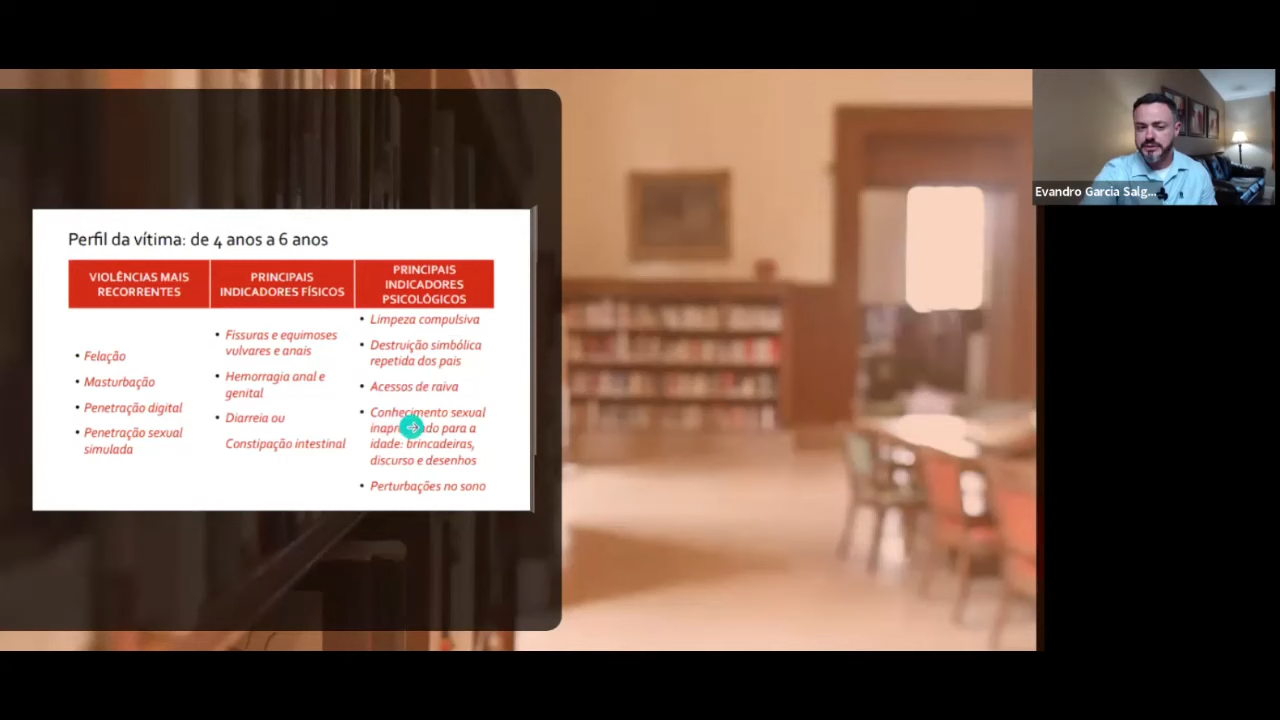 Evandro Garcia Salg...
Perfil da vítima: de 4 anos a 6 anos
VIOLÊNCIAS MAIS
RECORRENTES
PRINCIPAIS
INDICADORES FÍSICOS
PRINCIPAIS
INDICADORES
PSICOLÓGICOS
• Felação
• Masturbação
• Penetração digital
• Penetração sexual
simulada
• Fissuras e equimoses
vulvares e anais
• Hemorragia anal e
genital
• Diarreia ou
Constipação intestinal
• Limpeza compulsiva
• Destruição simbólica
repetida dos pais
• Acessos de raiva
• Conhecimento sexual
para a
idade: brincadeiras,
discurso e desenhos
• Perturbações no sono